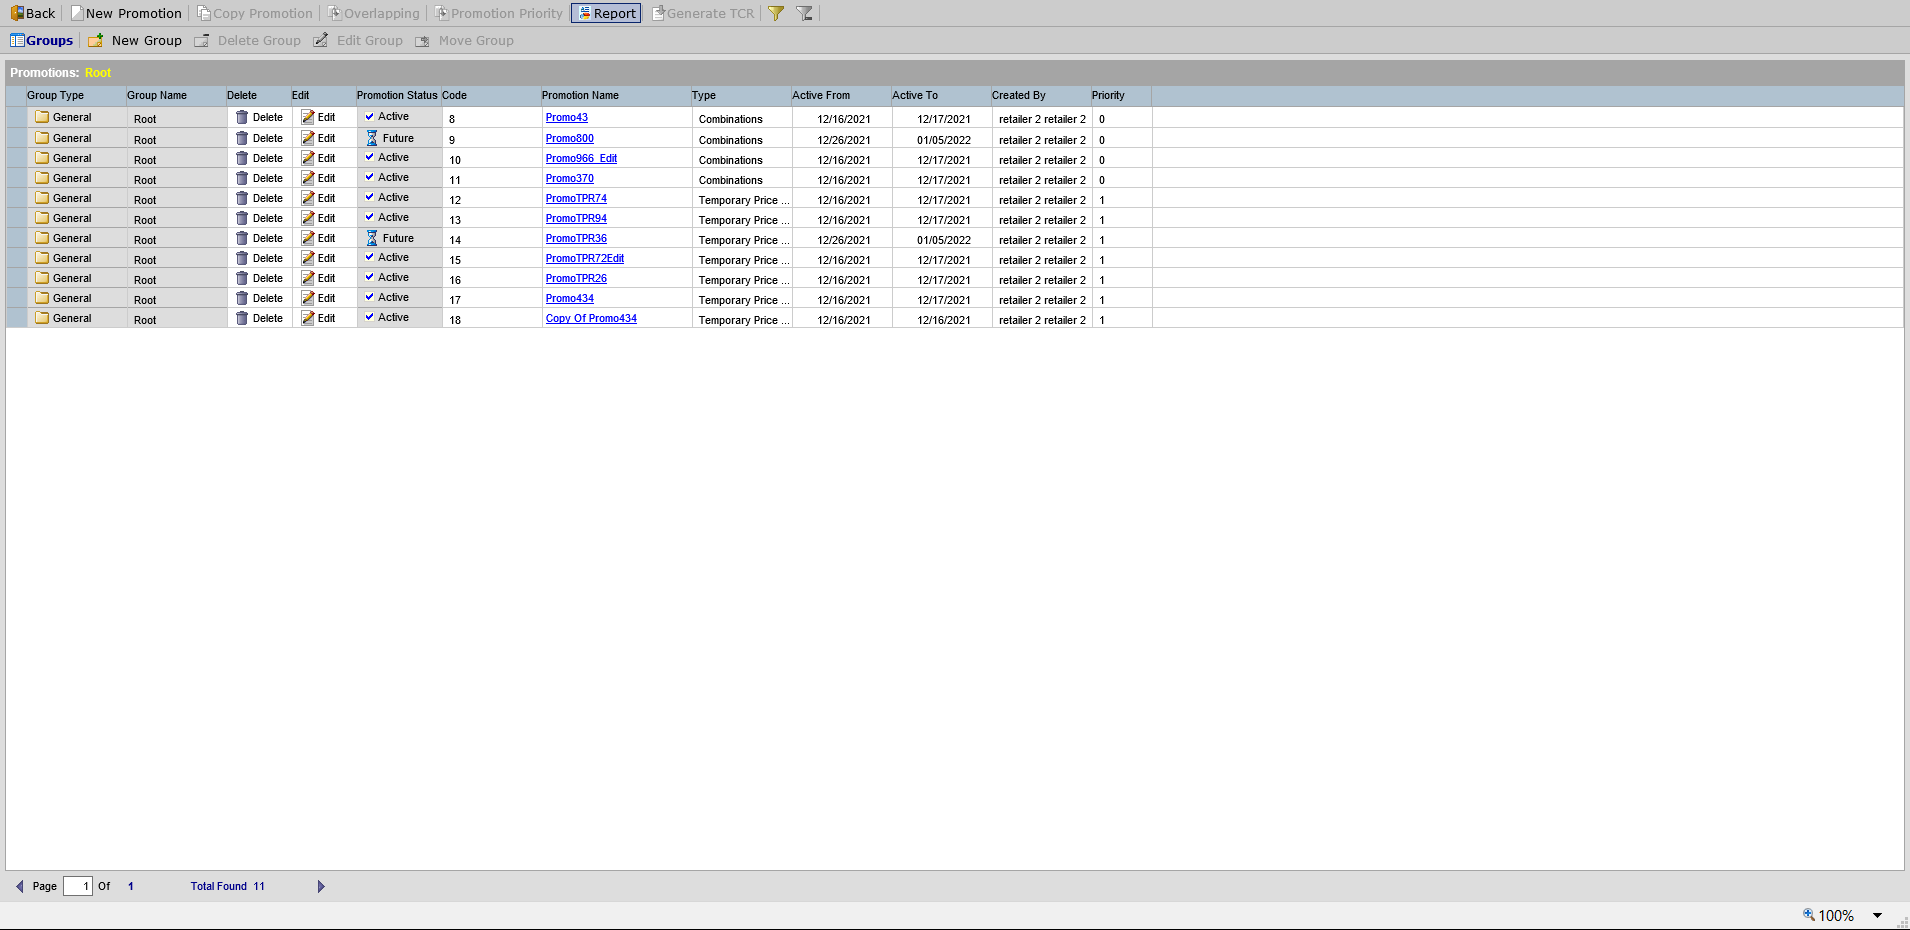 Back New Promotion Copy Promotion Overlapping Promotion Priority Report Generate TCR
Groups New Group Delete Group Edit Group Move Group
Promotions: Root
Group Type Group Name Delete Edit Promotion Status Code Promotion Name Type Active From Active To Created By Priority
General Root Delete Edit Active 8 Promo43 Combinations 12/16/2021 12/17/2021 retailer 2 retailer 2 0
General Root Delete Edit Future 9 Promo800 Combinations 12/26/2021 01/05/2022 retailer 2 retailer 2 0
General Root Delete Edit Active 10 Promo966_Edit Combinations 12/16/2021 12/17/2021 retailer 2 retailer 2 0
General Root Delete Edit Active 11 Promo370 Combinations 12/16/2021 12/17/2021 retailer 2 retailer 2 0
General Root Delete Edit Active 12 PromoTPR74 Temporary Price ... 12/16/2021 12/17/2021 retailer 2 retailer 2 1
General Root Delete Edit Active 13 PromoTPR94 Temporary Price ... 12/16/2021 12/17/2021 retailer 2 retailer 2 1
General Root Delete Edit Future 14 PromoTPR36 Temporary Price ... 12/26/2021 01/05/2022 retailer 2 retailer 2 1
General Root Delete Edit Active 15 PromoTPR72Edit Temporary Price ... 12/16/2021 12/17/2021 retailer 2 retailer 2 1
General Root Delete Edit Active 16 PromoTPR26 Temporary Price ... 12/16/2021 12/17/2021 retailer 2 retailer 2 1
General Root Delete Edit Active 17 Promo434 Temporary Price ... 12/16/2021 12/17/2021 retailer 2 retailer 2 1
General Root Delete Edit Active 18 Copy Of Promo434 Temporary Price ... 12/16/2021 12/16/2021 retailer 2 retailer 2 1
Page 1 Of 1 Total Found 11
100%